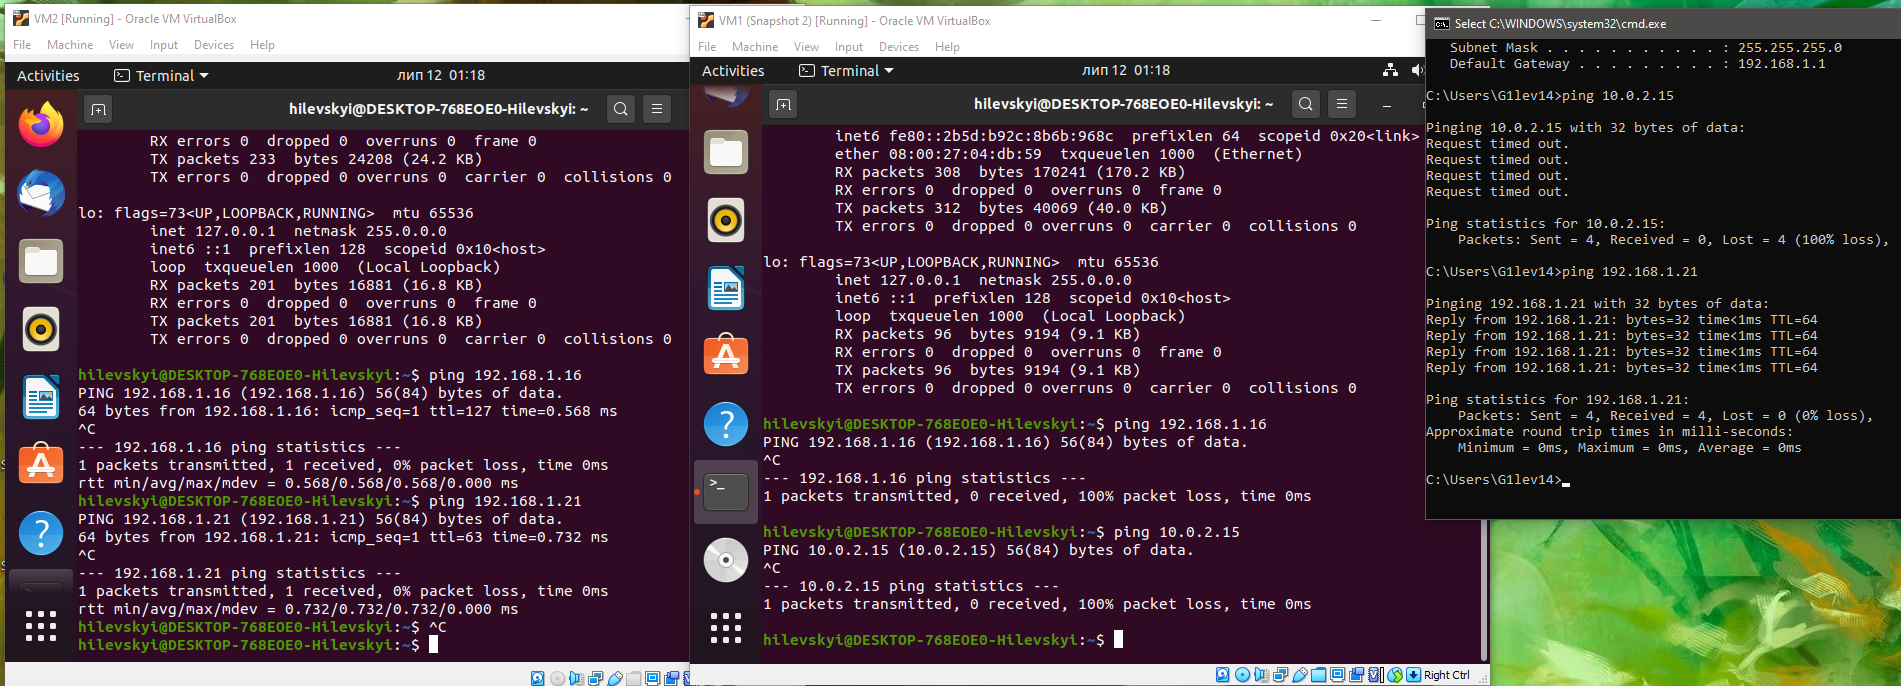 VM2 [Running] - Oracle VM VirtualBox
File Machine View Input Devices Help
Activities Terminal лип 12 01:18
hilevskyi@DESKTOP-768EOE0-Hilevskyi: ~
RX errors 0 dropped 0 overruns 0 frame 0
TX packets 233 bytes 24208 (24.2 KB)
TX errors 0 dropped 0 overruns 0 carrier 0 collisions 0
lo: flags=73<UP,LOOPBACK,RUNNING> mtu 65536
inet 127.0.0.1 netmask 255.0.0.0
inet6 ::1 prefixlen 128 scopeid 0x10<host>
loop txqueuelen 1000 (Local Loopback)
RX packets 201 bytes 16881 (16.8 KB)
RX errors 0 dropped 0 overruns 0 frame 0
TX packets 201 bytes 16881 (16.8 KB)
TX errors 0 dropped 0 overruns 0 carrier 0 collisions 0
hilevskyi@DESKTOP-768EOE0-Hilevskyi:~$ ping 192.168.1.16
PING 192.168.1.16 (192.168.1.16) 56(84) bytes of data.
64 bytes from 192.168.1.16: icmp_seq=1 ttl=127 time=0.568 ms
^C
--- 192.168.1.16 ping statistics ---
1 packets transmitted, 1 received, 0% packet loss, time 0ms
rtt min/avg/max/mdev = 0.568/0.568/0.568/0.000 ms
hilevskyi@DESKTOP-768EOE0-Hilevskyi:~$ ping 192.168.1.21
PING 192.168.1.21 (192.168.1.21) 56(84) bytes of data.
64 bytes from 192.168.1.21: icmp_seq=1 ttl=63 time=0.732 ms
^C
--- 192.168.1.21 ping statistics ---
1 packets transmitted, 1 received, 0% packet loss, time 0ms
rtt min/avg/max/mdev = 0.732/0.732/0.732/0.000 ms
hilevskyi@DESKTOP-768EOE0-Hilevskyi:~$ ^C
hilevskyi@DESKTOP-768EOE0-Hilevskyi:~$
VM1 (Snapshot 2) [Running] - Oracle VM VirtualBox
File Machine View Input Devices Help
Activities Terminal лип 12 01:18
hilevskyi@DESKTOP-768EOE0-Hilevskyi: ~
inet6 fe80::2b5d:b92c:8b6b:968c prefixlen 64 scopeid 0x20<link>
ether 08:00:27:04:db:59 txqueuelen 1000 (Ethernet)
RX packets 308 bytes 170241 (170.2 KB)
RX errors 0 dropped 0 overruns 0 frame 0
TX packets 312 bytes 40069 (40.0 KB)
TX errors 0 dropped 0 overruns 0 carrier 0 collisions 0
lo: flags=73<UP,LOOPBACK,RUNNING> mtu 65536
inet 127.0.0.1 netmask 255.0.0.0
inet6 ::1 prefixlen 128 scopeid 0x10<host>
loop txqueuelen 1000 (Local Loopback)
RX packets 96 bytes 9194 (9.1 KB)
RX errors 0 dropped 0 overruns 0 frame 0
TX packets 96 bytes 9194 (9.1 KB)
TX errors 0 dropped 0 overruns 0 carrier 0 collisions 0
hilevskyi@DESKTOP-768EOE0-Hilevskyi:~$ ping 192.168.1.16
PING 192.168.1.16 (192.168.1.16) 56(84) bytes of data.
^C
--- 192.168.1.16 ping statistics ---
1 packets transmitted, 0 received, 100% packet loss, time 0ms
hilevskyi@DESKTOP-768EOE0-Hilevskyi:~$ ping 10.0.2.15
PING 10.0.2.15 (10.0.2.15) 56(84) bytes of data.
^C
--- 10.0.2.15 ping statistics ---
1 packets transmitted, 0 received, 100% packet loss, time 0ms
hilevskyi@DESKTOP-768EOE0-Hilevskyi:~$
Right Ctrl
Select C:\WINDOWS\system32\cmd.exe
Subnet Mask . . . . . . . . . . . : 255.255.255.0
Default Gateway . . . . . . . . . : 192.168.1.1
C:\Users\G1lev14>ping 10.0.2.15
Pinging 10.0.2.15 with 32 bytes of data:
Request timed out.
Request timed out.
Request timed out.
Request timed out.
Ping statistics for 10.0.2.15:
Packets: Sent = 4, Received = 0, Lost = 4 (100% loss),
C:\Users\G1lev14>ping 192.168.1.21
Pinging 192.168.1.21 with 32 bytes of data:
Reply from 192.168.1.21: bytes=32 time<1ms TTL=64
Reply from 192.168.1.21: bytes=32 time<1ms TTL=64
Reply from 192.168.1.21: bytes=32 time<1ms TTL=64
Reply from 192.168.1.21: bytes=32 time<1ms TTL=64
Ping statistics for 192.168.1.21:
Packets: Sent = 4, Received = 4, Lost = 0 (0% loss),
Approximate round trip times in milli-seconds:
Minimum = 0ms, Maximum = 0ms, Average = 0ms
C:\Users\G1lev14>